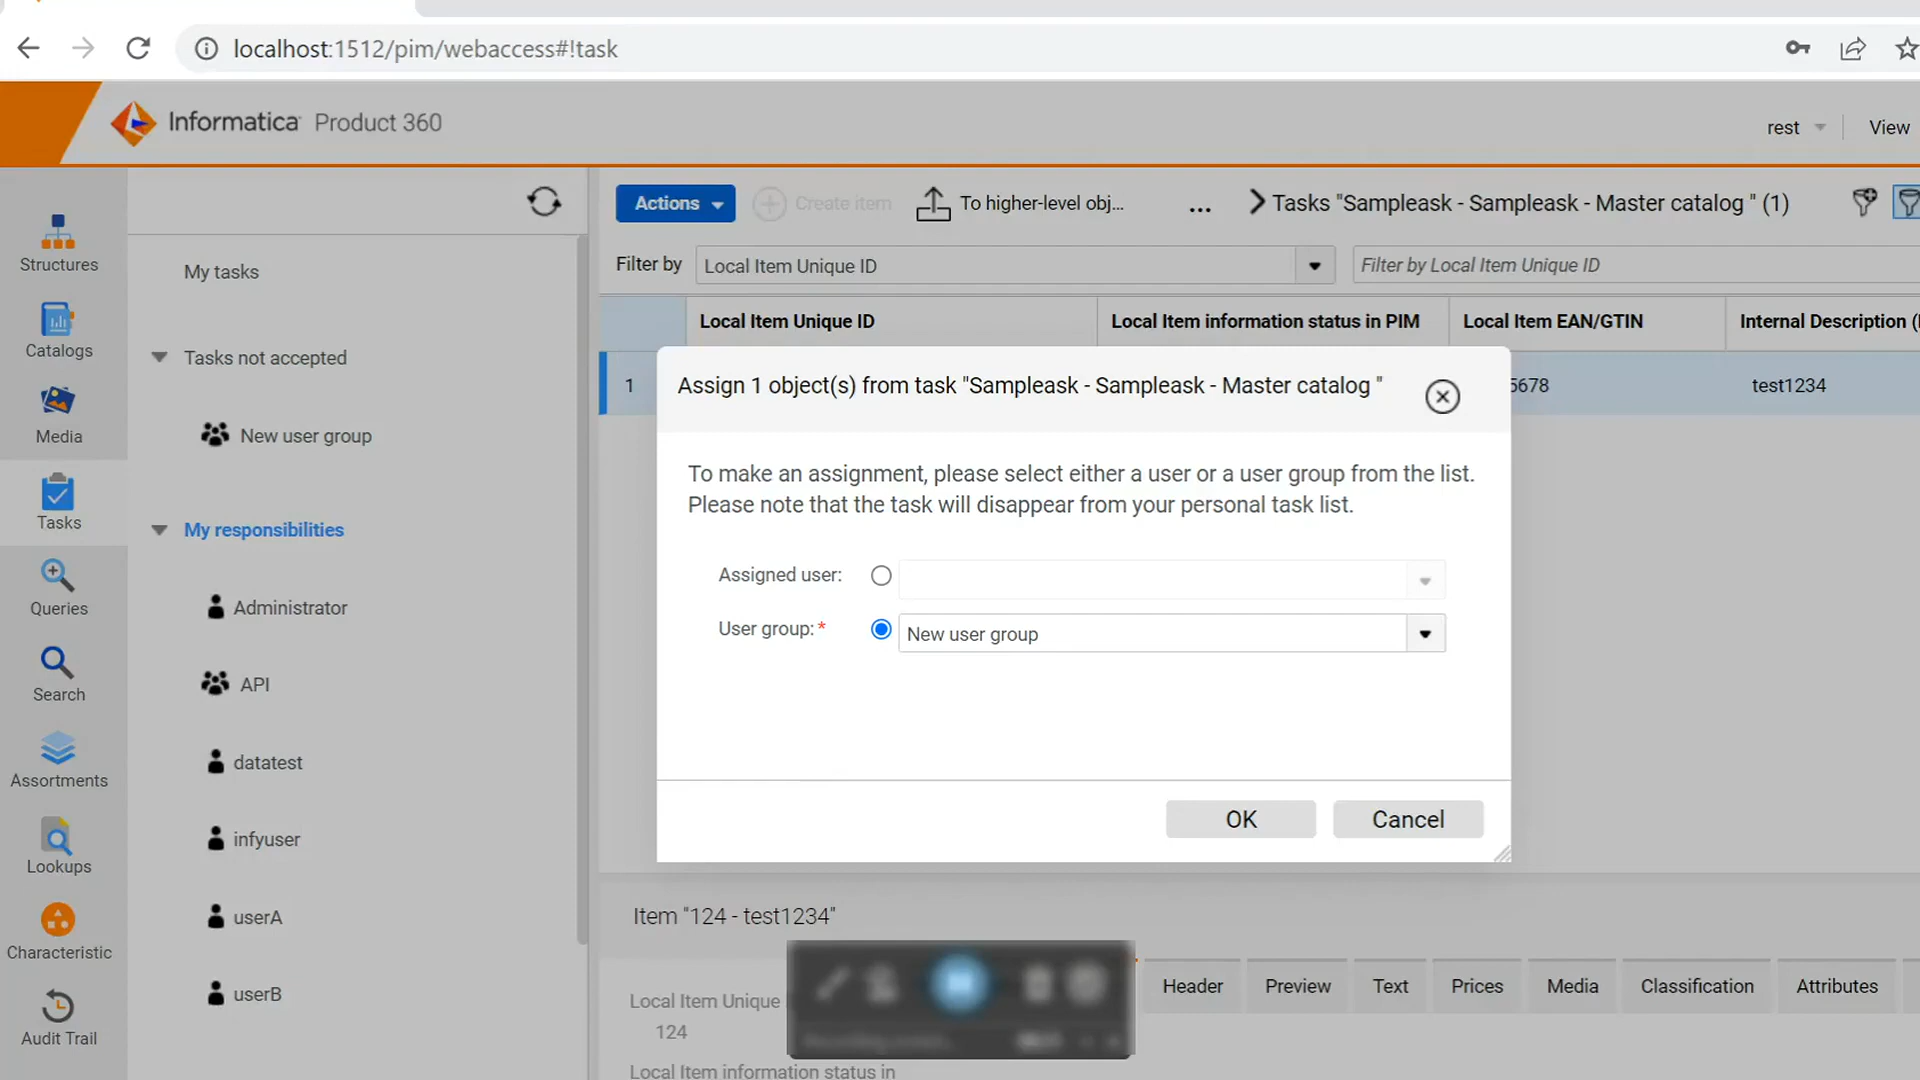 localhost:1512/pim/webaccess#!task
Informatica Product 360
rest
View
Structures
Catalogs
Media
Tasks
Queries
Search
Assortments
Lookups
Characteristic
Audit Trail
My tasks
Tasks not accepted
New user group
My responsibilities
Administrator
API
datatest
infyuser
userA
userB
Actions
Create item
To higher-level obj...
...
Tasks "Sampleask - Sampleask - Master catalog " (1)
Filter by
Local Item Unique ID
Filter by Local Item Unique ID
Local Item Unique ID
Local Item information status in PIM
Local Item EAN/GTIN
Internal Description (
1
5678
test1234
Assign 1 object(s) from task "Sampleask - Sampleask - Master catalog "
To make an assignment, please select either a user or a user group from the list.
Please note that the task will disappear from your personal task list.
Assigned user:
User group:*
New user group
OK
Cancel
Item "124 - test1234"
Header
Preview
Text
Prices
Media
Classification
Attributes
Local Item Unique
124
Local Item information status in